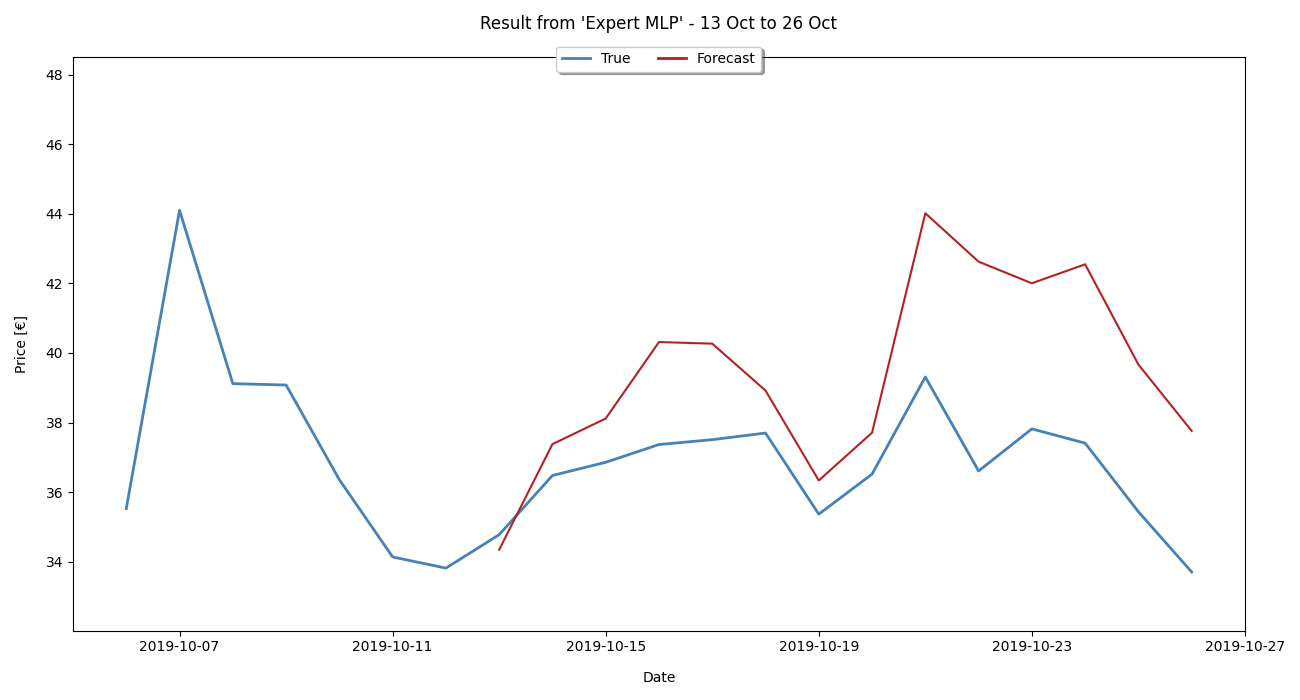 Result from 'Expert MLP' - 13 Oct to 26 Oct
True Forecast
48
46
44
42
40
38
36
34
Price [€]
2019-10-07 2019-10-11 2019-10-15 2019-10-19 2019-10-23 2019-10-27
Date